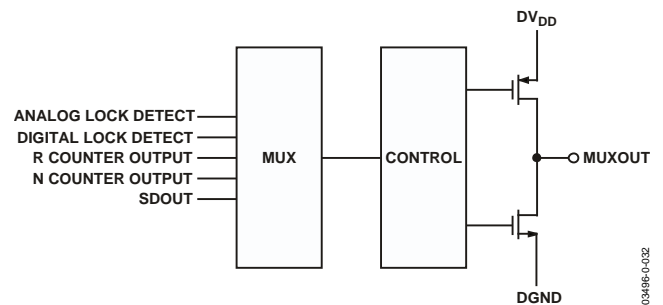 DVDD
ANALOG LOCK DETECT
DIGITAL LOCK DETECT
R COUNTER OUTPUT
N COUNTER OUTPUT
SDOUT
MUX
CONTROL
MUXOUT
DGND
03496-0-032